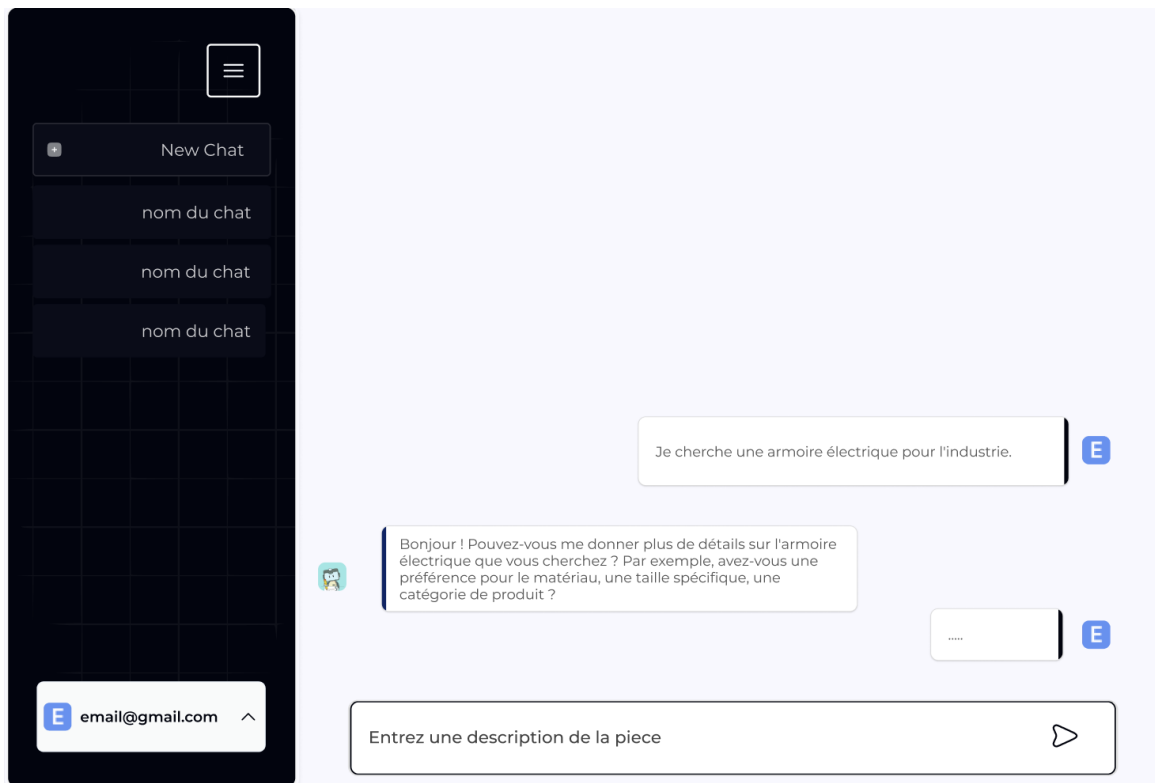 New Chat
nom du chat
nom du chat
nom du chat
Je cherche une armoire électrique pour l'industrie.
E
Bonjour ! Pouvez-vous me donner plus de détails sur l'armoire
électrique que vous cherchez ? Par exemple, avez-vous une
préférence pour le matériau, une taille spécifique, une
catégorie de produit ?
.....
E
E email@gmail.com
Entrez une description de la piece